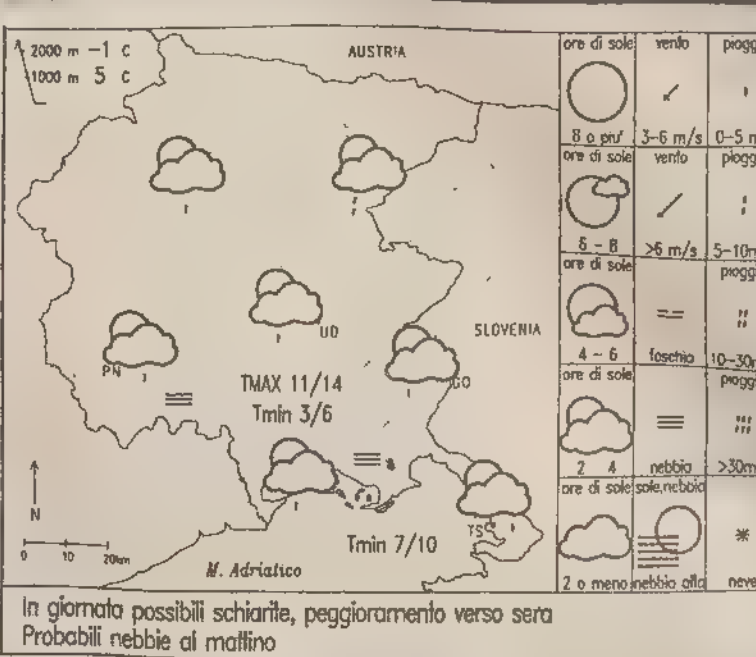 2000 m -1 C
1000 m 5 C
AUSTRIA
UD
SLOVENIA
PN
GO
TMAX 11/14
Tmin 3/6
N
0 10 20km
Tmin 7/10
TS
M. Adriatico
ore di sole vento
8 o piu' 3-6 m/s 0-5
ore di sole vento
6 - 8 >6 m/s 5-10
ore di sole
4 - 6 foschia 10-30
ore di sole
2 4 nebbia >30
ore di sole sole,nebbia
2 o meno nebbia alta neve
In giornata possibili schiarite, peggioramento verso sera
Probabili nebbie al mattino